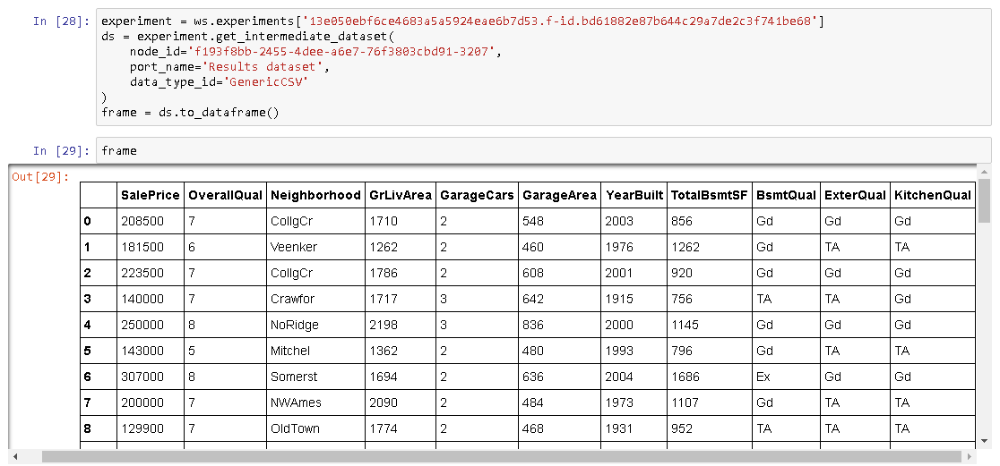 In [28]: experiment = ws.experiments['13e050ebf6ce4683a5a5924eae6b7d53.f-id.bd61882e87b644c29a7de2c3f741be68']
ds = experiment.get_intermediate_dataset(
node_id='f193f8bb-2455-4dee-a6e7-76f3803cbd91-3207',
port_name='Results dataset',
data_type_id='GenericCSV'
)
frame = ds.to_dataframe()
In [29]: frame
Out[29]:
SalePrice OverallQual Neighborhood GrLivArea GarageCars GarageArea YearBuilt TotalBsmtSF BsmtQual ExterQual KitchenQual
0 208500 7 CollgCr 1710 2 548 2003 856 Gd Gd Gd
1 181500 6 Veenker 1262 2 460 1976 1262 Gd TA TA
2 223500 7 CollgCr 1786 2 608 2001 920 Gd Gd Gd
3 140000 7 Crawfor 1717 3 642 1915 756 TA TA Gd
4 250000 8 NoRidge 2198 3 836 2000 1145 Gd Gd Gd
5 143000 5 Mitchel 1362 2 480 1993 796 Gd TA TA
6 307000 8 Somerst 1694 2 636 2004 1686 Ex Gd Gd
7 200000 7 NWAmes 2090 2 484 1973 1107 Gd TA TA
8 129900 7 OldTown 1774 2 468 1931 952 TA TA TA